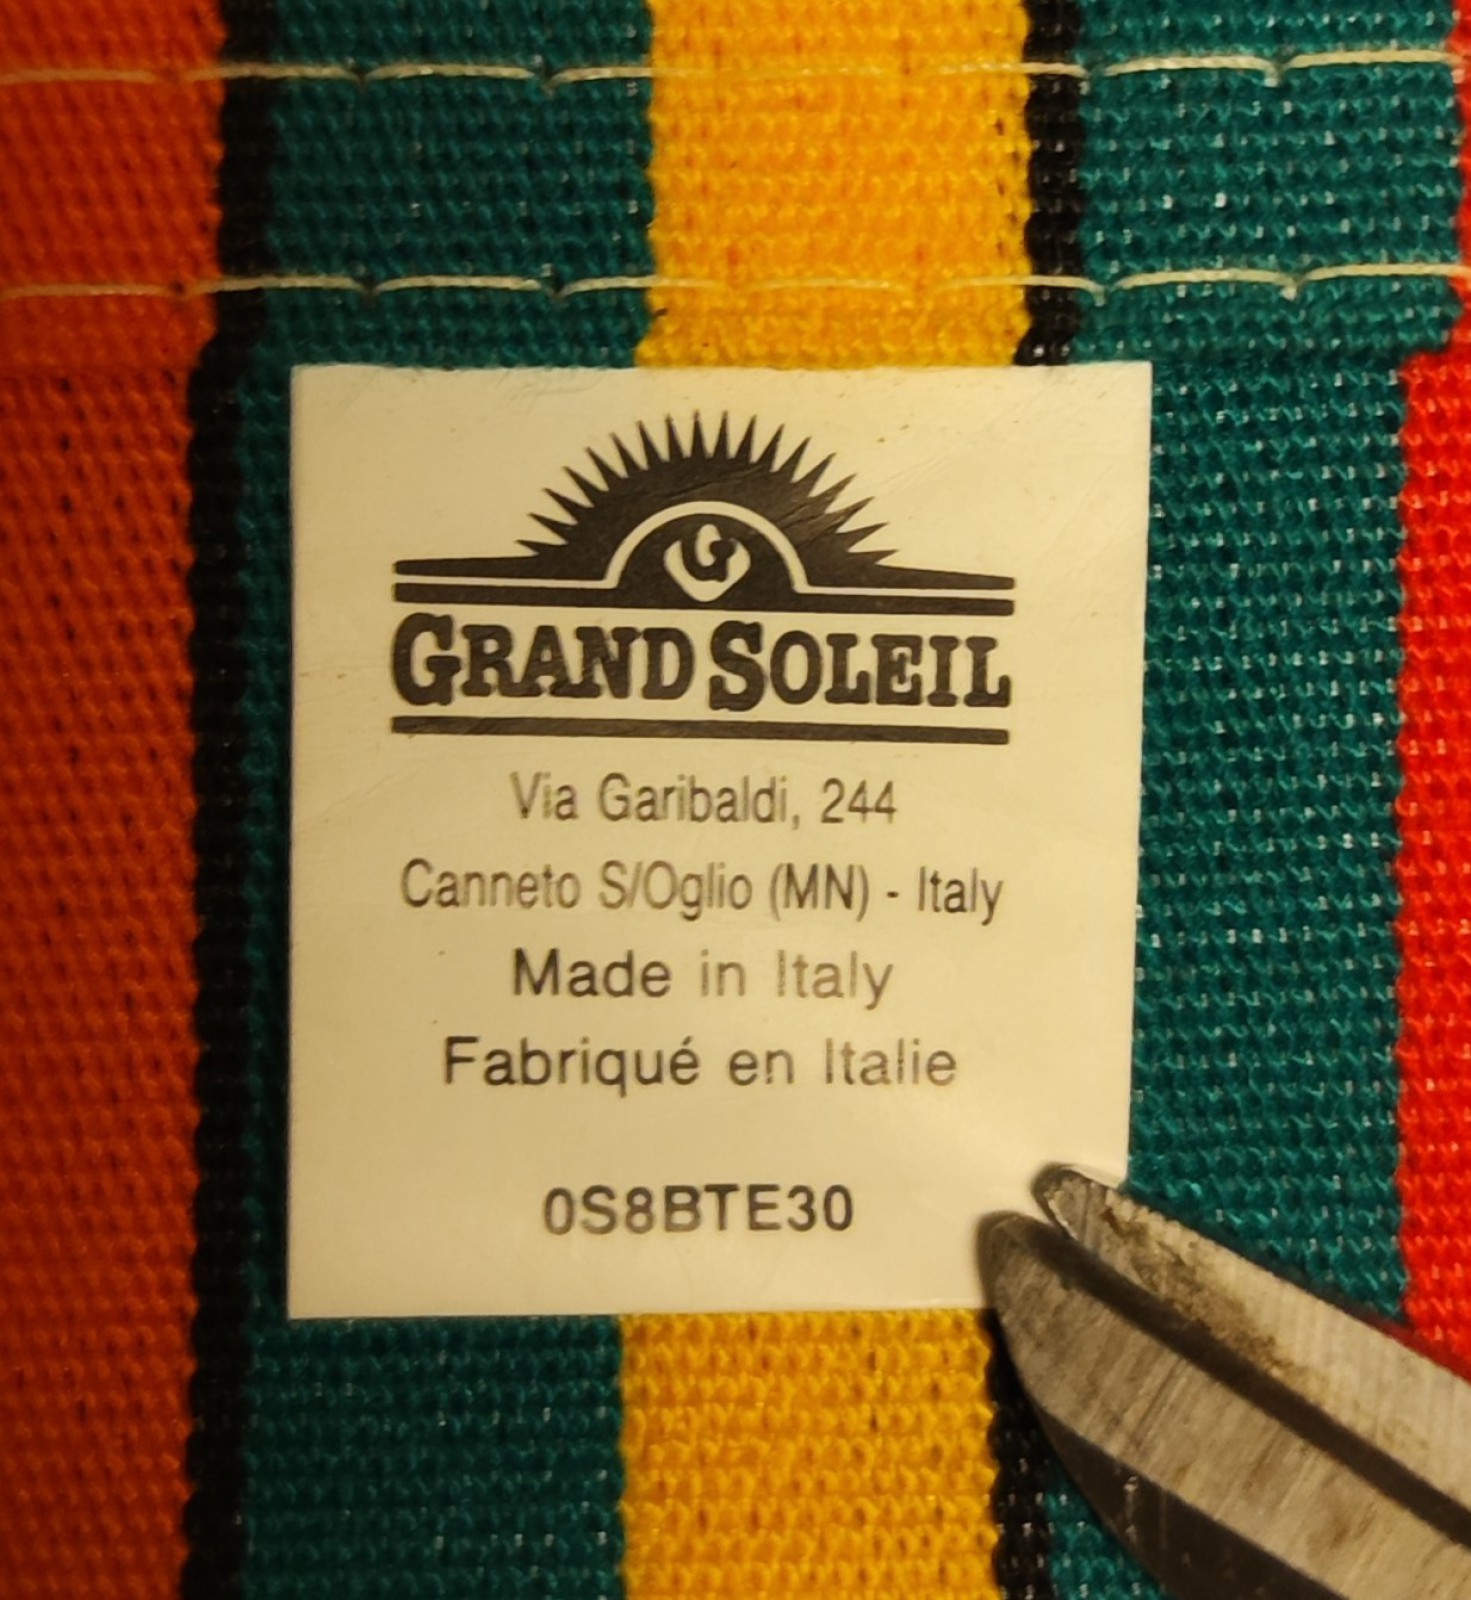 GRAND SOLEIL
Via Garibaldi, 244
Canneto S/Oglio (MN) - Italy
Made in Italy
Fabriqué en Italie
0S8BTE30